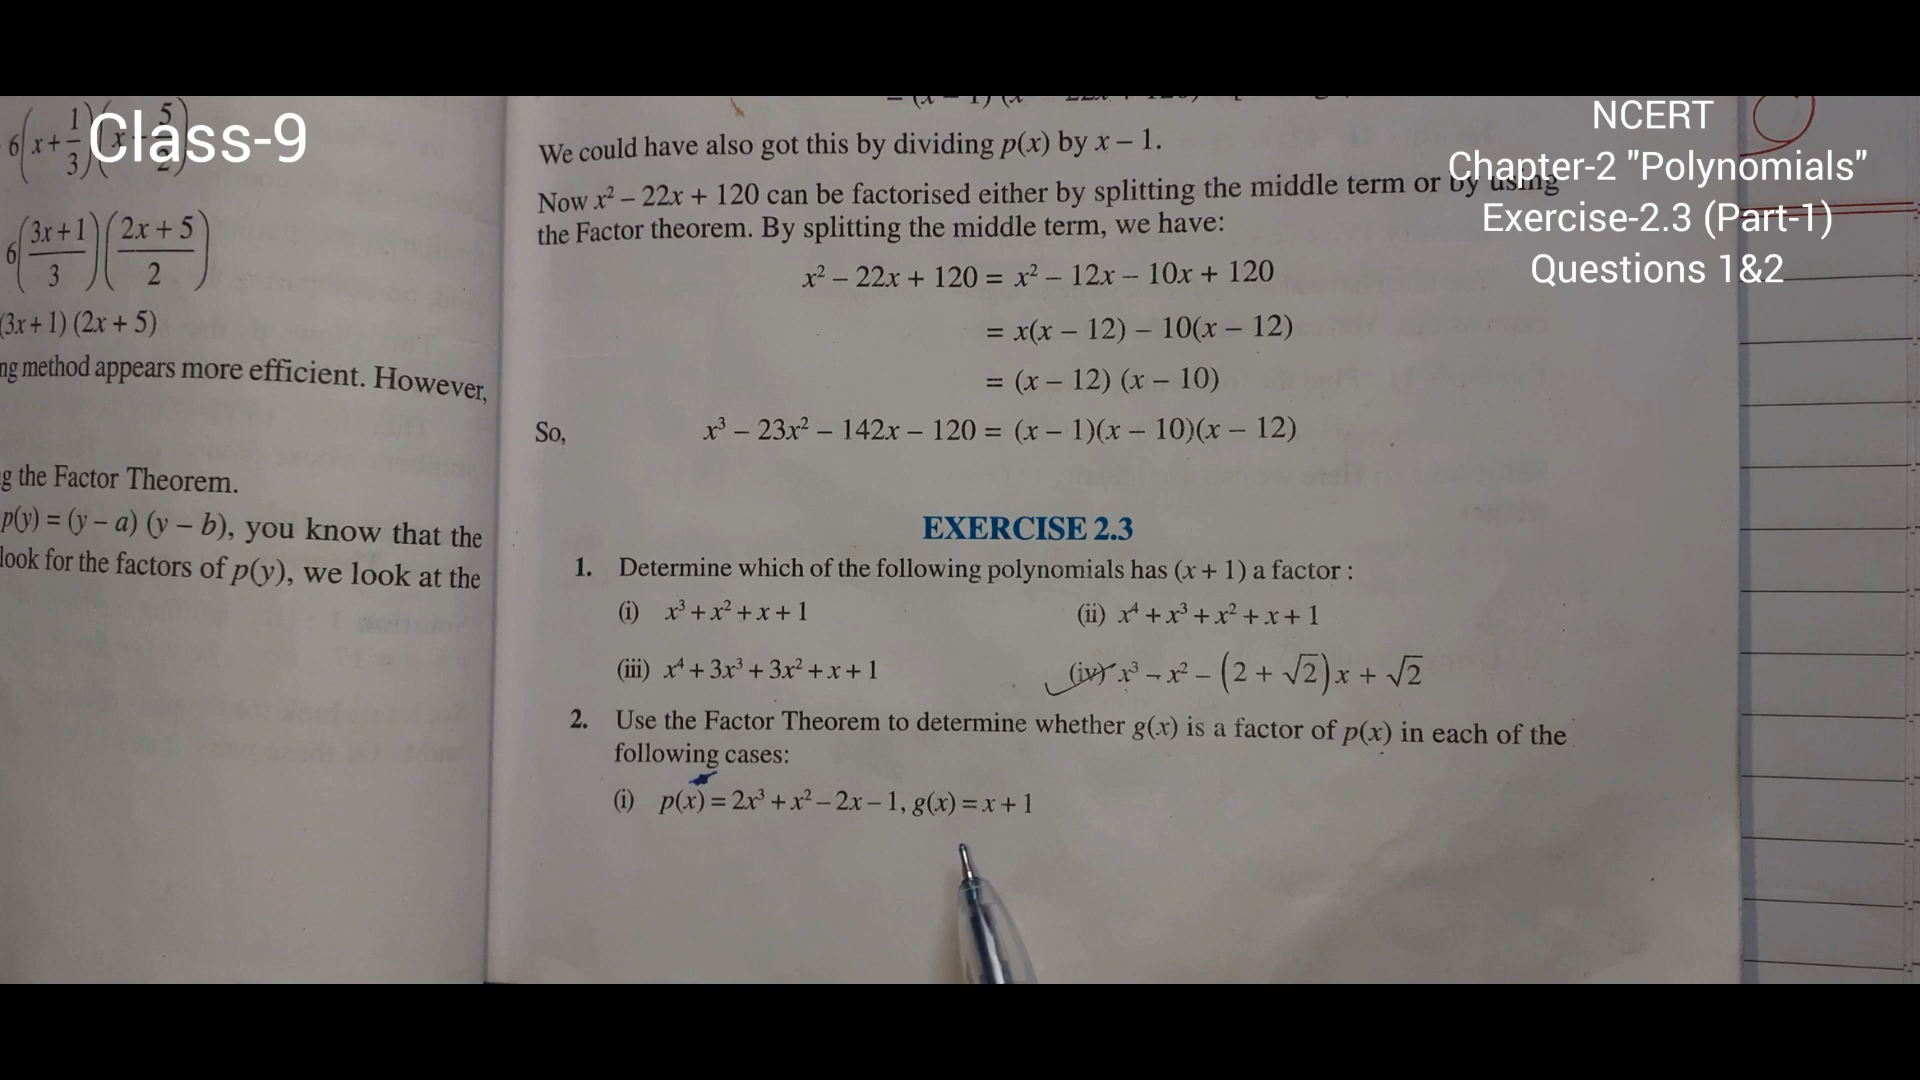 Class-9
NCERT
Chapter-2 "Polynomials"
Exercise-2.3 (Part-1)
Questions 1&2
6(x + 1/3)(x 5/2)
6((3x + 1)/3)((2x + 5)/2)
(3x + 1) (2x + 5)
ng method appears more efficient. However,
g the Factor Theorem.
p(y) = (y – a) (y – b), you know that the
look for the factors of p(y), we look at the
We could have also got this by dividing p(x) by x – 1.
Now x² – 22x + 120 can be factorised either by splitting the middle term or by using
the Factor theorem. By splitting the middle term, we have:
x² – 22x + 120 = x² – 12x – 10x + 120
= x(x – 12) – 10(x – 12)
= (x – 12) (x – 10)
So, x³ – 23x² – 142x – 120 = (x – 1)(x – 10)(x – 12)
EXERCISE 2.3
1. Determine which of the following polynomials has (x + 1) a factor :
(i) x³ + x² + x + 1 (ii) x⁴ + x³ + x² + x + 1
(iii) x⁴ + 3x³ + 3x² + x + 1 (iv) x³ – x² – (2 + √2)x + √2
2. Use the Factor Theorem to determine whether g(x) is a factor of p(x) in each of the
following cases:
(i) p(x) = 2x³ + x² – 2x – 1, g(x) = x + 1